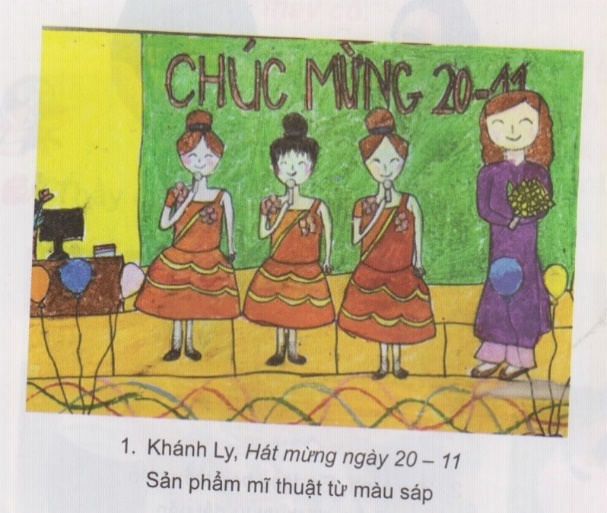 CHÚC MỪNG 20-11
1. Khánh Ly, Hát mừng ngày 20 – 11
Sản phẩm mĩ thuật từ màu sáp